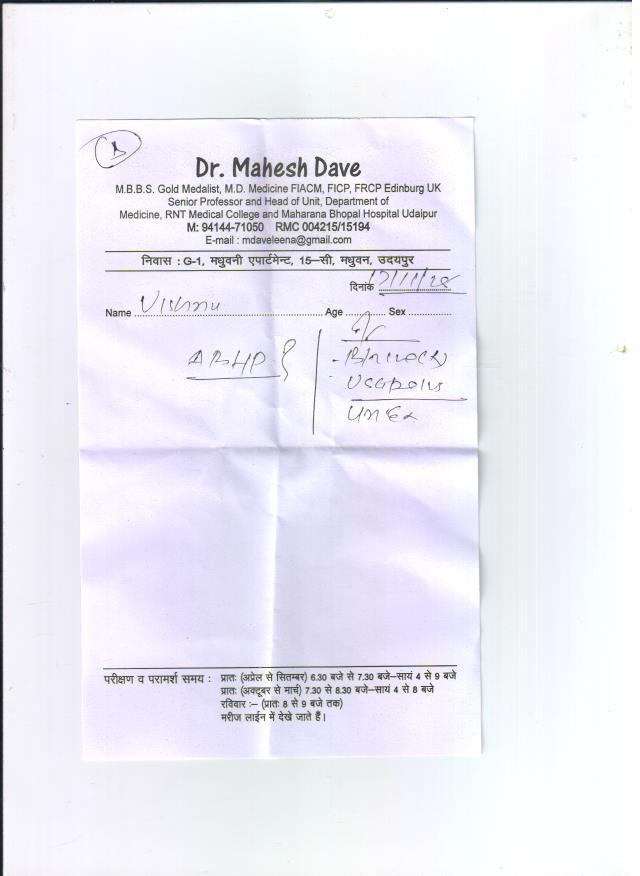 Dr. Mahesh Dave
M.B.B.S. Gold Medalist, M.D. Medicine FIACM, FICP, FRCP Edinburg UK
Senior Professor and Head of Unit, Department of
Medicine, RNT Medical College and Maharana Bhopal Hospital Udaipur
M: 94144-71050 RMC 004215/15194
E-mail : mdaveleena@gmail.com
निवास : G-1, मधुवनी एपार्टमेन्ट, 15–सी, मधुवन, उदयपुर
दिनांक
Name Vishnu Age Sex
परीक्षण व परामर्श समय : प्रातः (अप्रेल से सितम्बर) 6.30 बजे से 7.30 बजे–सायं 4 से 9 बजे
प्रातः (अक्टूबर से मार्च) 7.30 से 8.30 बजे–सायं 4 से 8 बजे
रविवार :– (प्रातः 8 से 9 बजे तक)
मरीज लाईन में देखे जाते हैं।